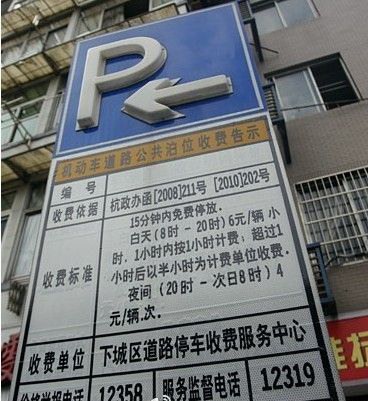 P
机动车道路公共泊位收费告示
编号
收费依据 杭政办函[2008]211号 [2010]202号
收费标准
15分钟内免费停放.
白天(8时-20时)6元/辆小
时.1小时内按1小时计费;超过1
小时后以半小时为计费单位收费.
夜间(20时-次日8时)4
元/辆.次.
收费单位 下城区道路停车收费服务中心
价格举报电话 12358 服务监督电话 12319